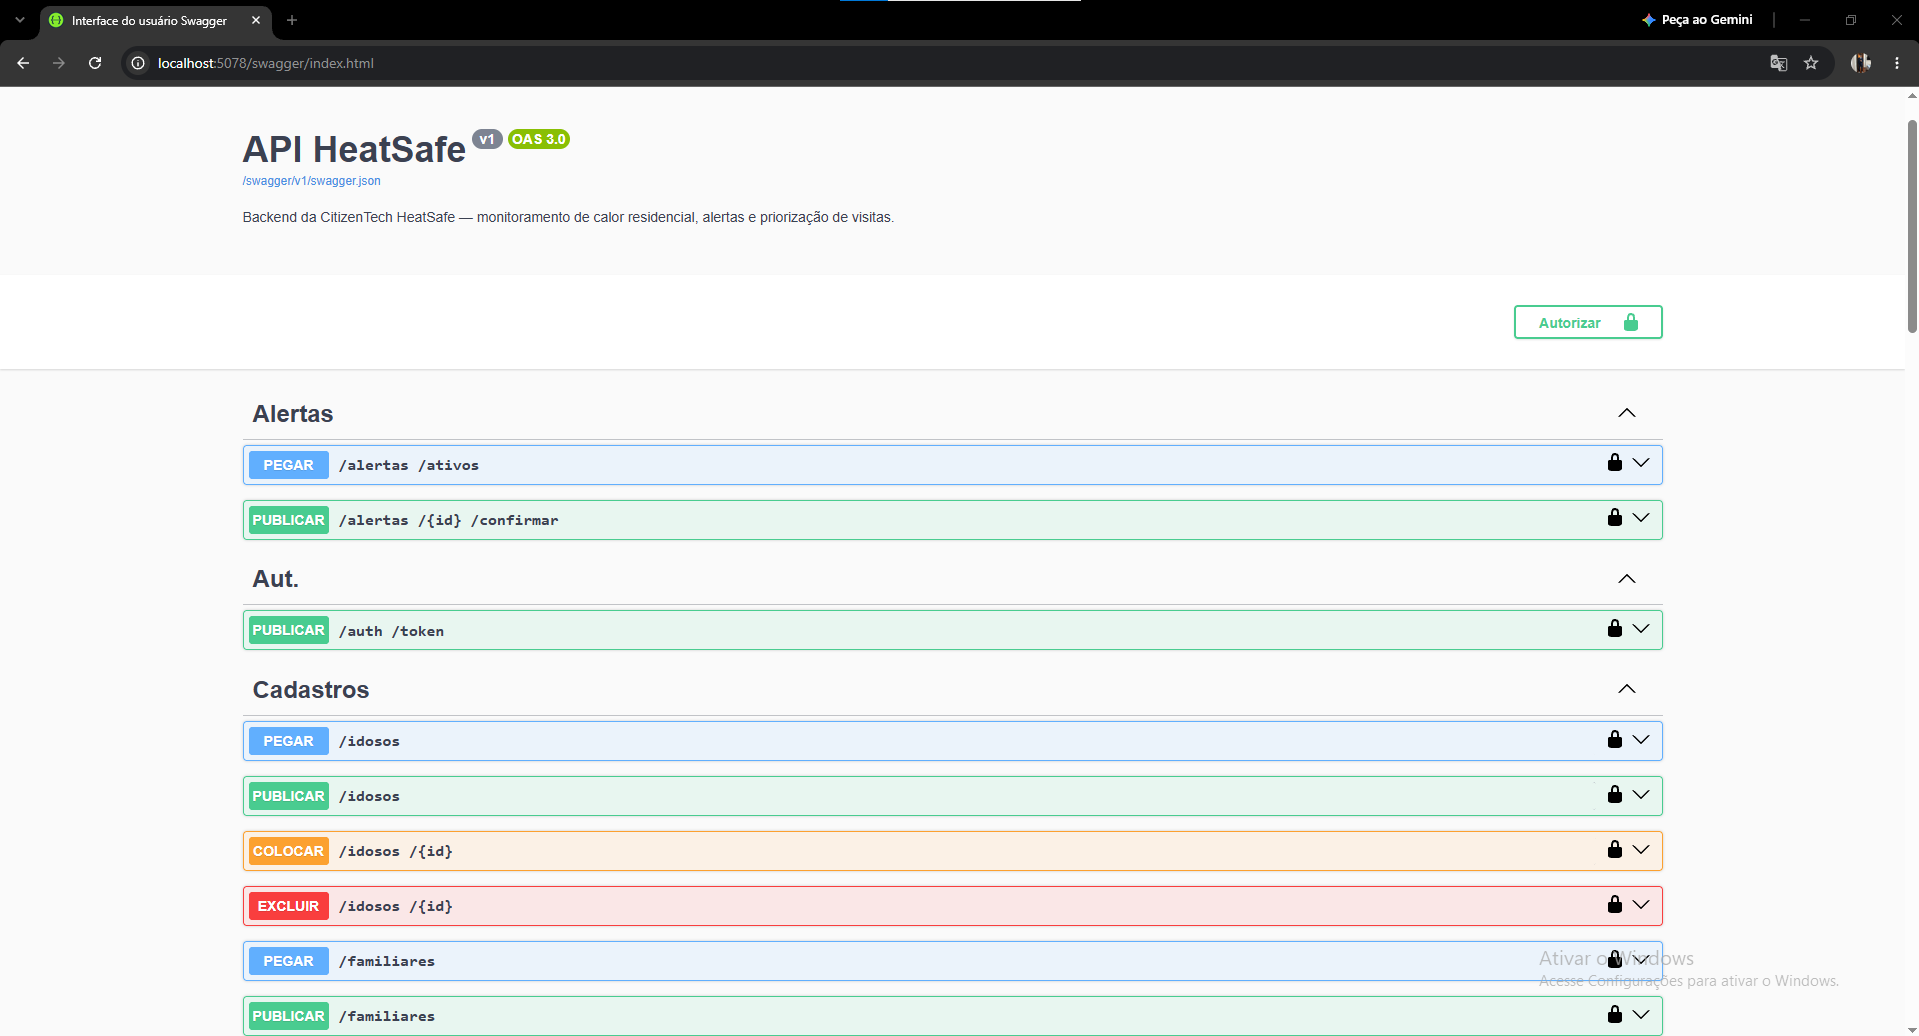 Interface do usuário Swagger
Peça ao Gemini
localhost:5078/swagger/index.html
API HeatSafe v1 OAS 3.0
/swagger/v1/swagger.json
Backend da CitizenTech HeatSafe — monitoramento de calor residencial, alertas e priorização de visitas.
Autorizar
Alertas
PEGAR /alertas /ativos
PUBLICAR /alertas /{id} /confirmar
Aut.
PUBLICAR /auth /token
Cadastros
PEGAR /idosos
PUBLICAR /idosos
COLOCAR /idosos /{id}
EXCLUIR /idosos /{id}
PEGAR /familiares
Ativar o Windows
Acesse Configurações para ativar o Windows.
PUBLICAR /familiares